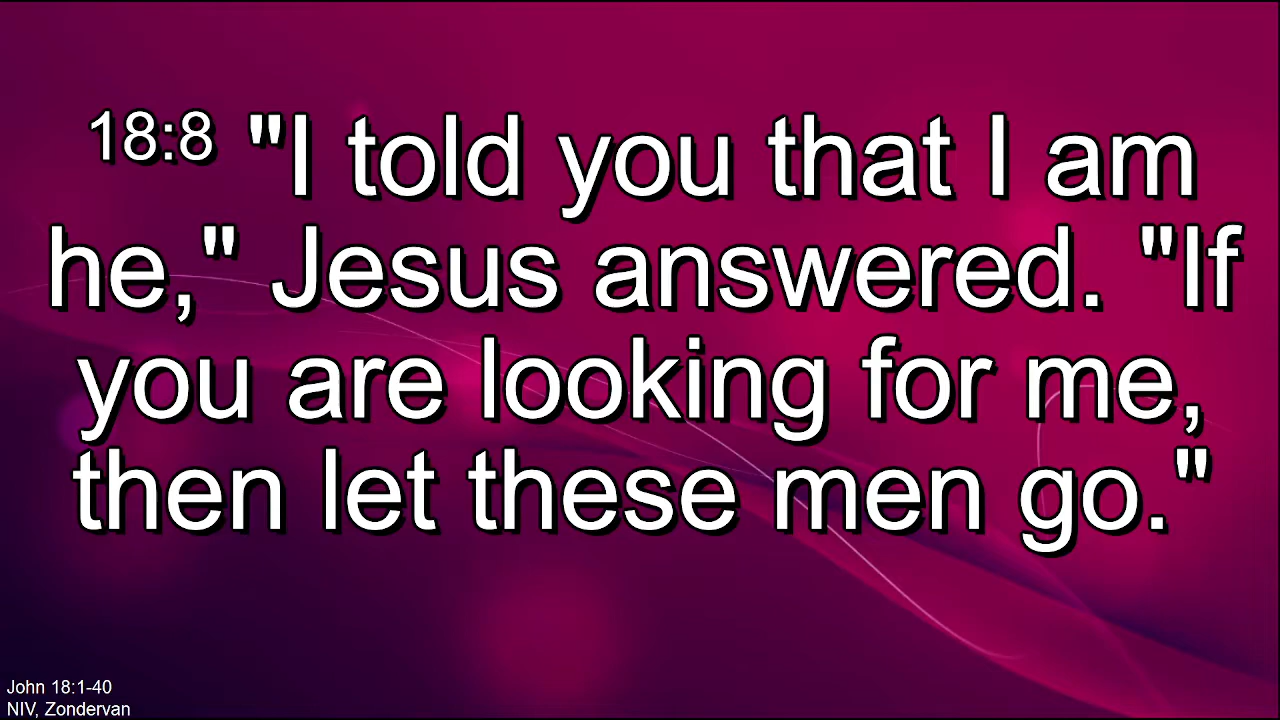 18:8 "I told you that I am
he," Jesus answered. "If
you are looking for me,
then let these men go."
John 18:1-40
NIV, Zondervan